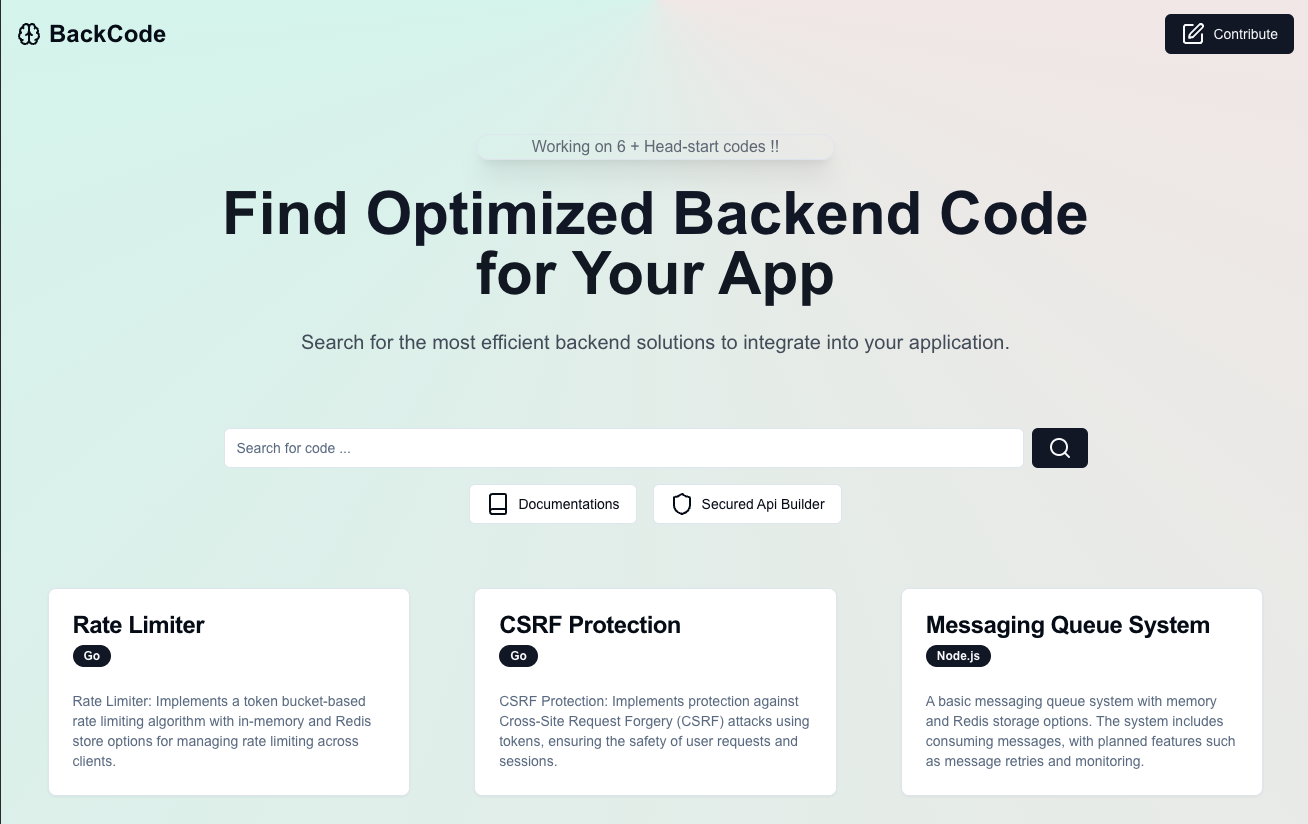 BackCode
Contribute
Working on 6 + Head-start codes !!
Find Optimized Backend Code
for Your App
Search for the most efficient backend solutions to integrate into your application.
Search for code ...
Documentations
Secured Api Builder
Rate Limiter
Go
Rate Limiter: Implements a token bucket-based
rate limiting algorithm with in-memory and Redis
store options for managing rate limiting across
clients.
CSRF Protection
Go
CSRF Protection: Implements protection against
Cross-Site Request Forgery (CSRF) attacks using
tokens, ensuring the safety of user requests and
sessions.
Messaging Queue System
Node.js
A basic messaging queue system with memory
and Redis storage options. The system includes
consuming messages, with planned features such
as message retries and monitoring.